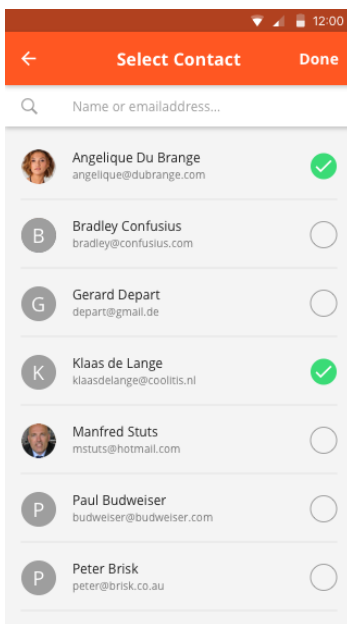 12:00
Select Contact Done
Name or emailaddress...
Angelique Du Brange
angelique@dubrange.com
B
Bradley Confusius
bradley@confusius.com
G
Gerard Depart
depart@gmail.de
K
Klaas de Lange
klaasdelange@coolitis.nl
Manfred Stuts
mstuts@hotmail.com
P
Paul Budweiser
budweiser@budweiser.com
P
Peter Brisk
peter@brisk.co.au